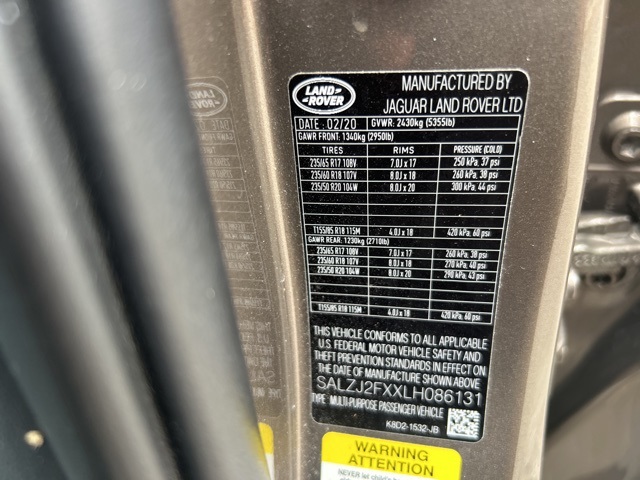 LAND ROVER
MANUFACTURED BY
JAGUAR LAND ROVER LTD
DATE: 02/20 GVWR: 2430kg (5355lb)
GAWR FRONT: 1340kg (2950lb)
TIRES RIMS PRESSURE (COLD)
235/65 R17 108V 7.0J x 17 250 kPa, 37 psi
235/60 R18 107V 8.0J x 18 260 kPa, 38 psi
235/50 R20 104W 8.0J x 20 300 kPa, 44 psi
T155/85 R18 115M 4.0J x 18 420 kPa, 60 psi
GAWR REAR: 1230kg (2710lb)
235/65 R17 108V 7.0J x 17 260 kPa, 38 psi
235/60 R18 107V 8.0J x 18 270 kPa, 40 psi
235/50 R20 104W 8.0J x 20 290 kPa, 43 psi
T155/85 R18 115M 4.0J x 18 420 kPa, 60 psi
THIS VEHICLE CONFORMS TO ALL APPLICABLE
U.S. FEDERAL MOTOR VEHICLE SAFETY AND
THEFT PREVENTION STANDARDS IN EFFECT ON
THE DATE OF MANUFACTURE SHOWN ABOVE
SALZJ2FXXLH086131
TYPE: MULTI-PURPOSE PASSENGER VEHICLE
K8D2-1532-JB
WARNING
ATTENTION
NEVER let